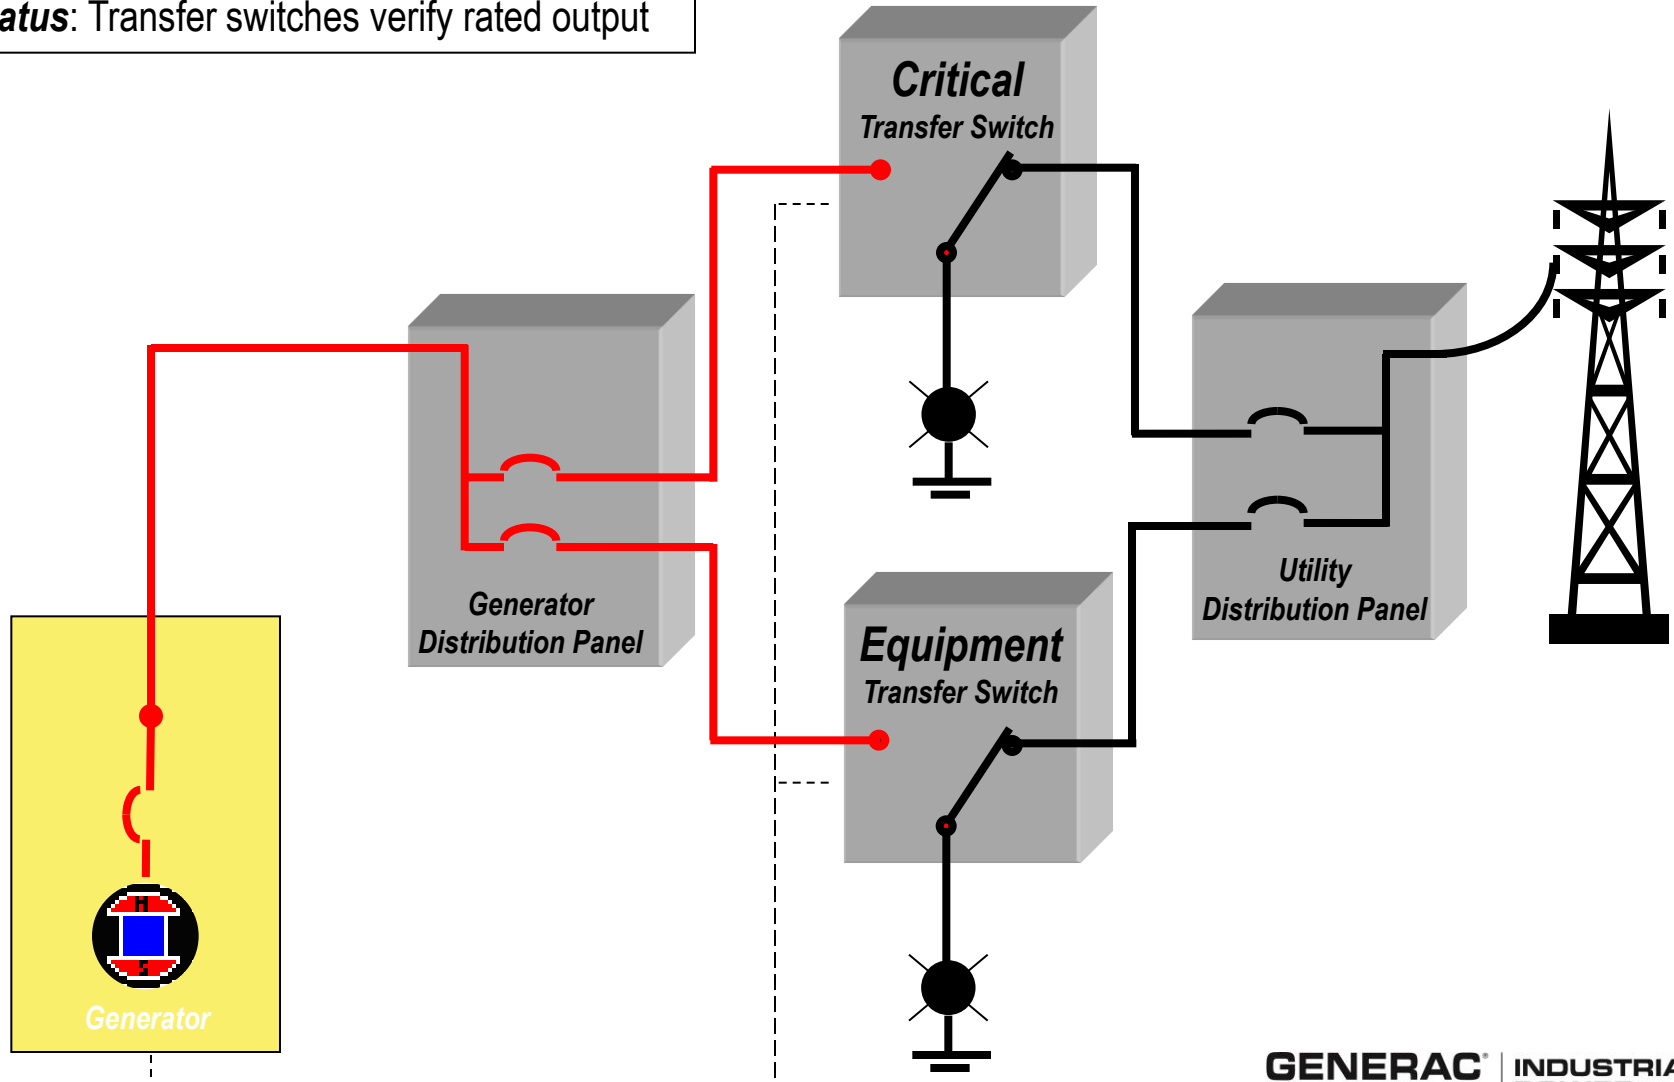 atus: Transfer switches verify rated output
Critical
Transfer Switch
Generator
Distribution Panel
Utility
Distribution Panel
Equipment
Transfer Switch
N
S
Generator
GENERAC® | INDUSTRIA